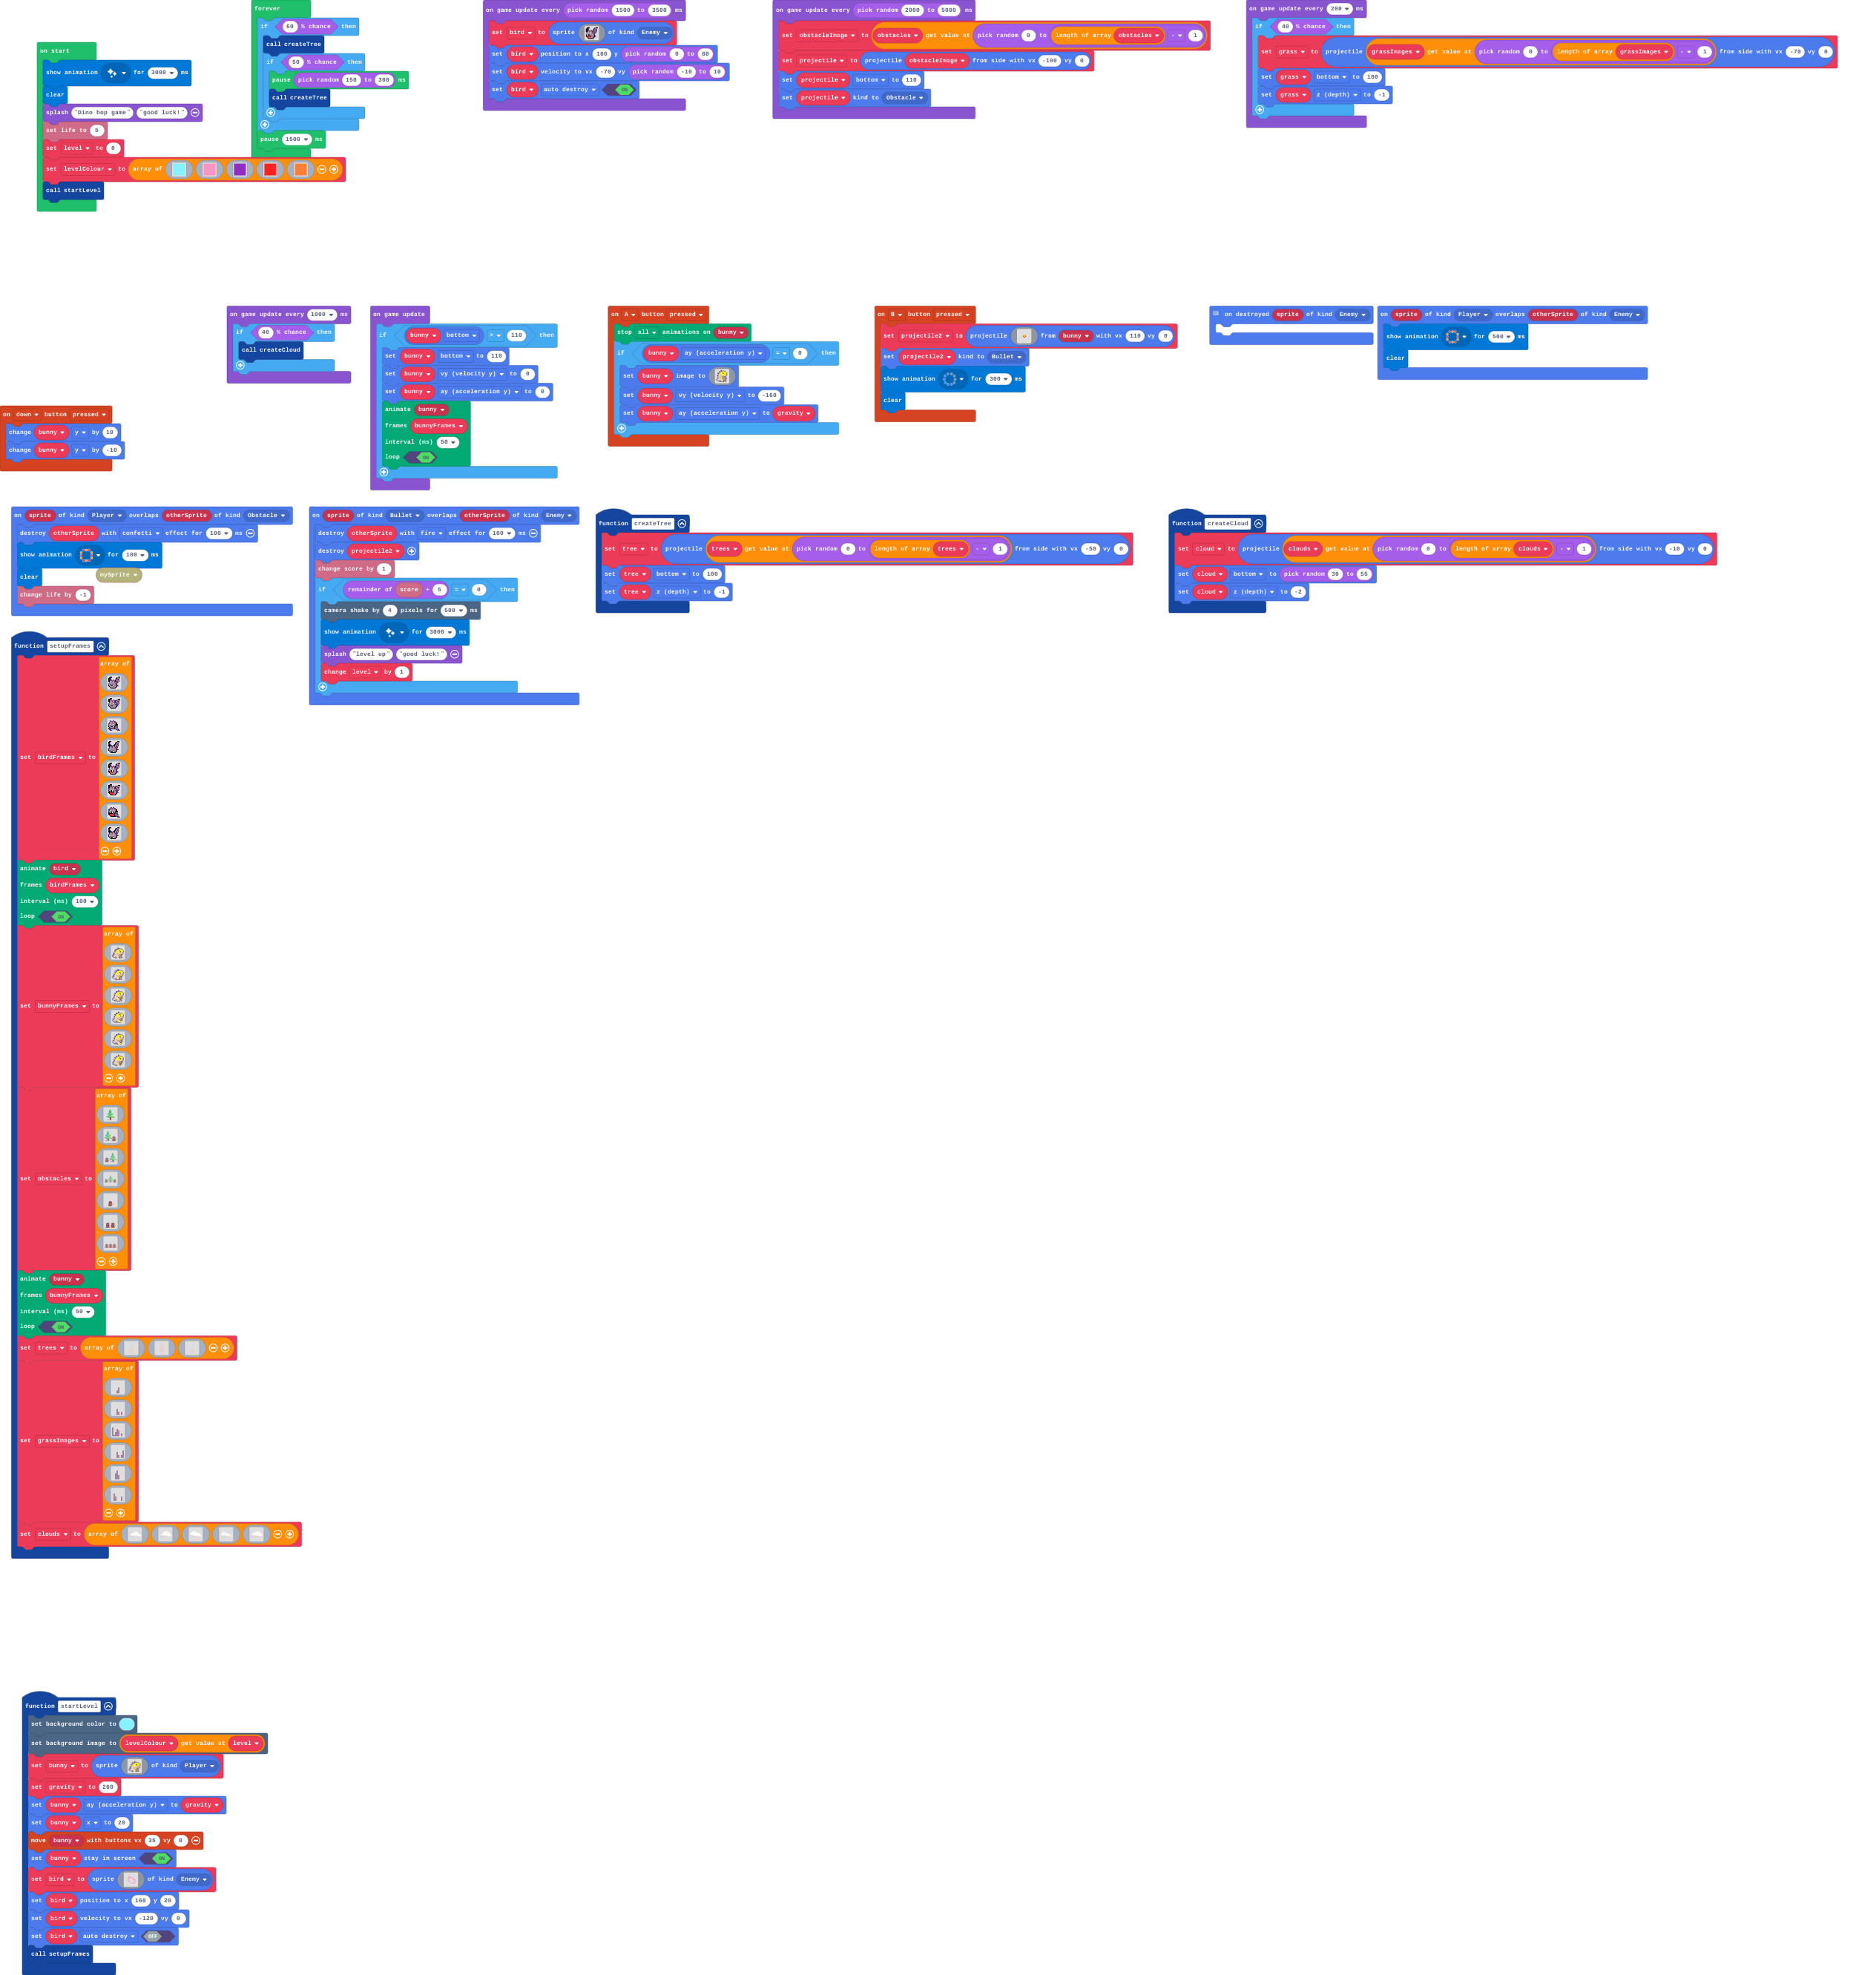 on start
show animation for 3000 ms
clear
splash "Dino hop game" "good luck!"
set life to 5
set level to 0
set levelColour to array of
call startLevel
forever
if 60 % chance then
call createTree
if 50 % chance then
pause pick random 150 to 300 ms
call createTree
pause 1500 ms
on game update every pick random 1500 to 3500 ms
set bird to sprite of kind Enemy
set bird position to x 160 y pick random 0 to 80
set bird velocity to vx -70 vy pick random -10 to 10
set bird auto destroy ON
on game update every pick random 2000 to 5000 ms
set obstacleImage to obstacles get value at pick random 0 to length of array obstacles - 1
set projectile to projectile obstacleImage from side with vx -100 vy 0
set projectile bottom to 110
set projectile kind to Obstacle
on game update every 200 ms
if 40 % chance then
set grass to projectile grassImages get value at pick random 0 to length of array grassImages - 1 from side with vx -70 vy 0
set grass bottom to 100
set grass z (depth) to -1
on down button pressed
change bunny y by 10
change bunny y by -10
on game update every 1000 ms
if 40 % chance then
call createCloud
on game update
if bunny bottom > 110 then
set bunny bottom to 110
set bunny vy (velocity y) to 0
set bunny ay (acceleration y) to 0
animate bunny
frames bunnyFrames
interval (ms) 50
loop ON
on A button pressed
stop all animations on bunny
if bunny ay (acceleration y) = 0 then
set bunny image to
set bunny vy (velocity y) to -160
set bunny ay (acceleration y) to gravity
on B button pressed
set projectile2 to projectile from bunny with vx 110 vy 0
set projectile2 kind to Bullet
show animation for 300 ms
clear
on destroyed sprite of kind Enemy
on sprite of kind Player overlaps otherSprite of kind Enemy
show animation for 500 ms
clear
on sprite of kind Player overlaps otherSprite of kind Obstacle
destroy otherSprite with confetti effect for 100 ms
show animation for 100 ms
clear
mySprite
change life by -1
on sprite of kind Bullet overlaps otherSprite of kind Enemy
destroy otherSprite with fire effect for 100 ms
destroy projectile2
change score by 1
if remainder of score ÷ 5 = 0 then
camera shake by 4 pixels for 500 ms
show animation for 3000 ms
splash "level up" "good luck!"
change level by 1
function createTree
set tree to projectile trees get value at pick random 0 to length of array trees - 1 from side with vx -50 vy 0
set tree bottom to 100
set tree z (depth) to -1
function createCloud
set cloud to projectile clouds get value at pick random 0 to length of array clouds - 1 from side with vx -10 vy 0
set cloud bottom to pick random 30 to 55
set cloud z (depth) to -2
function setupFrames
set birdFrames to array of
animate bird
frames birdFrames
interval (ms) 100
loop ON
set bunnyFrames to array of
set obstacles to array of
animate bunny
frames bunnyFrames
interval (ms) 50
loop ON
set trees to array of
set grassImages to array of
set clouds to array of
function startLevel
set background color to
set background image to levelColour get value at level
set bunny to sprite of kind Player
set gravity to 260
set bunny ay (acceleration y) to gravity
set bunny x to 20
move bunny with buttons vx 35 vy 0
set bunny stay in screen ON
set bird to sprite of kind Enemy
set bird position to x 160 y 20
set bird velocity to vx -120 vy 0
set bird auto destroy OFF
call setupFrames